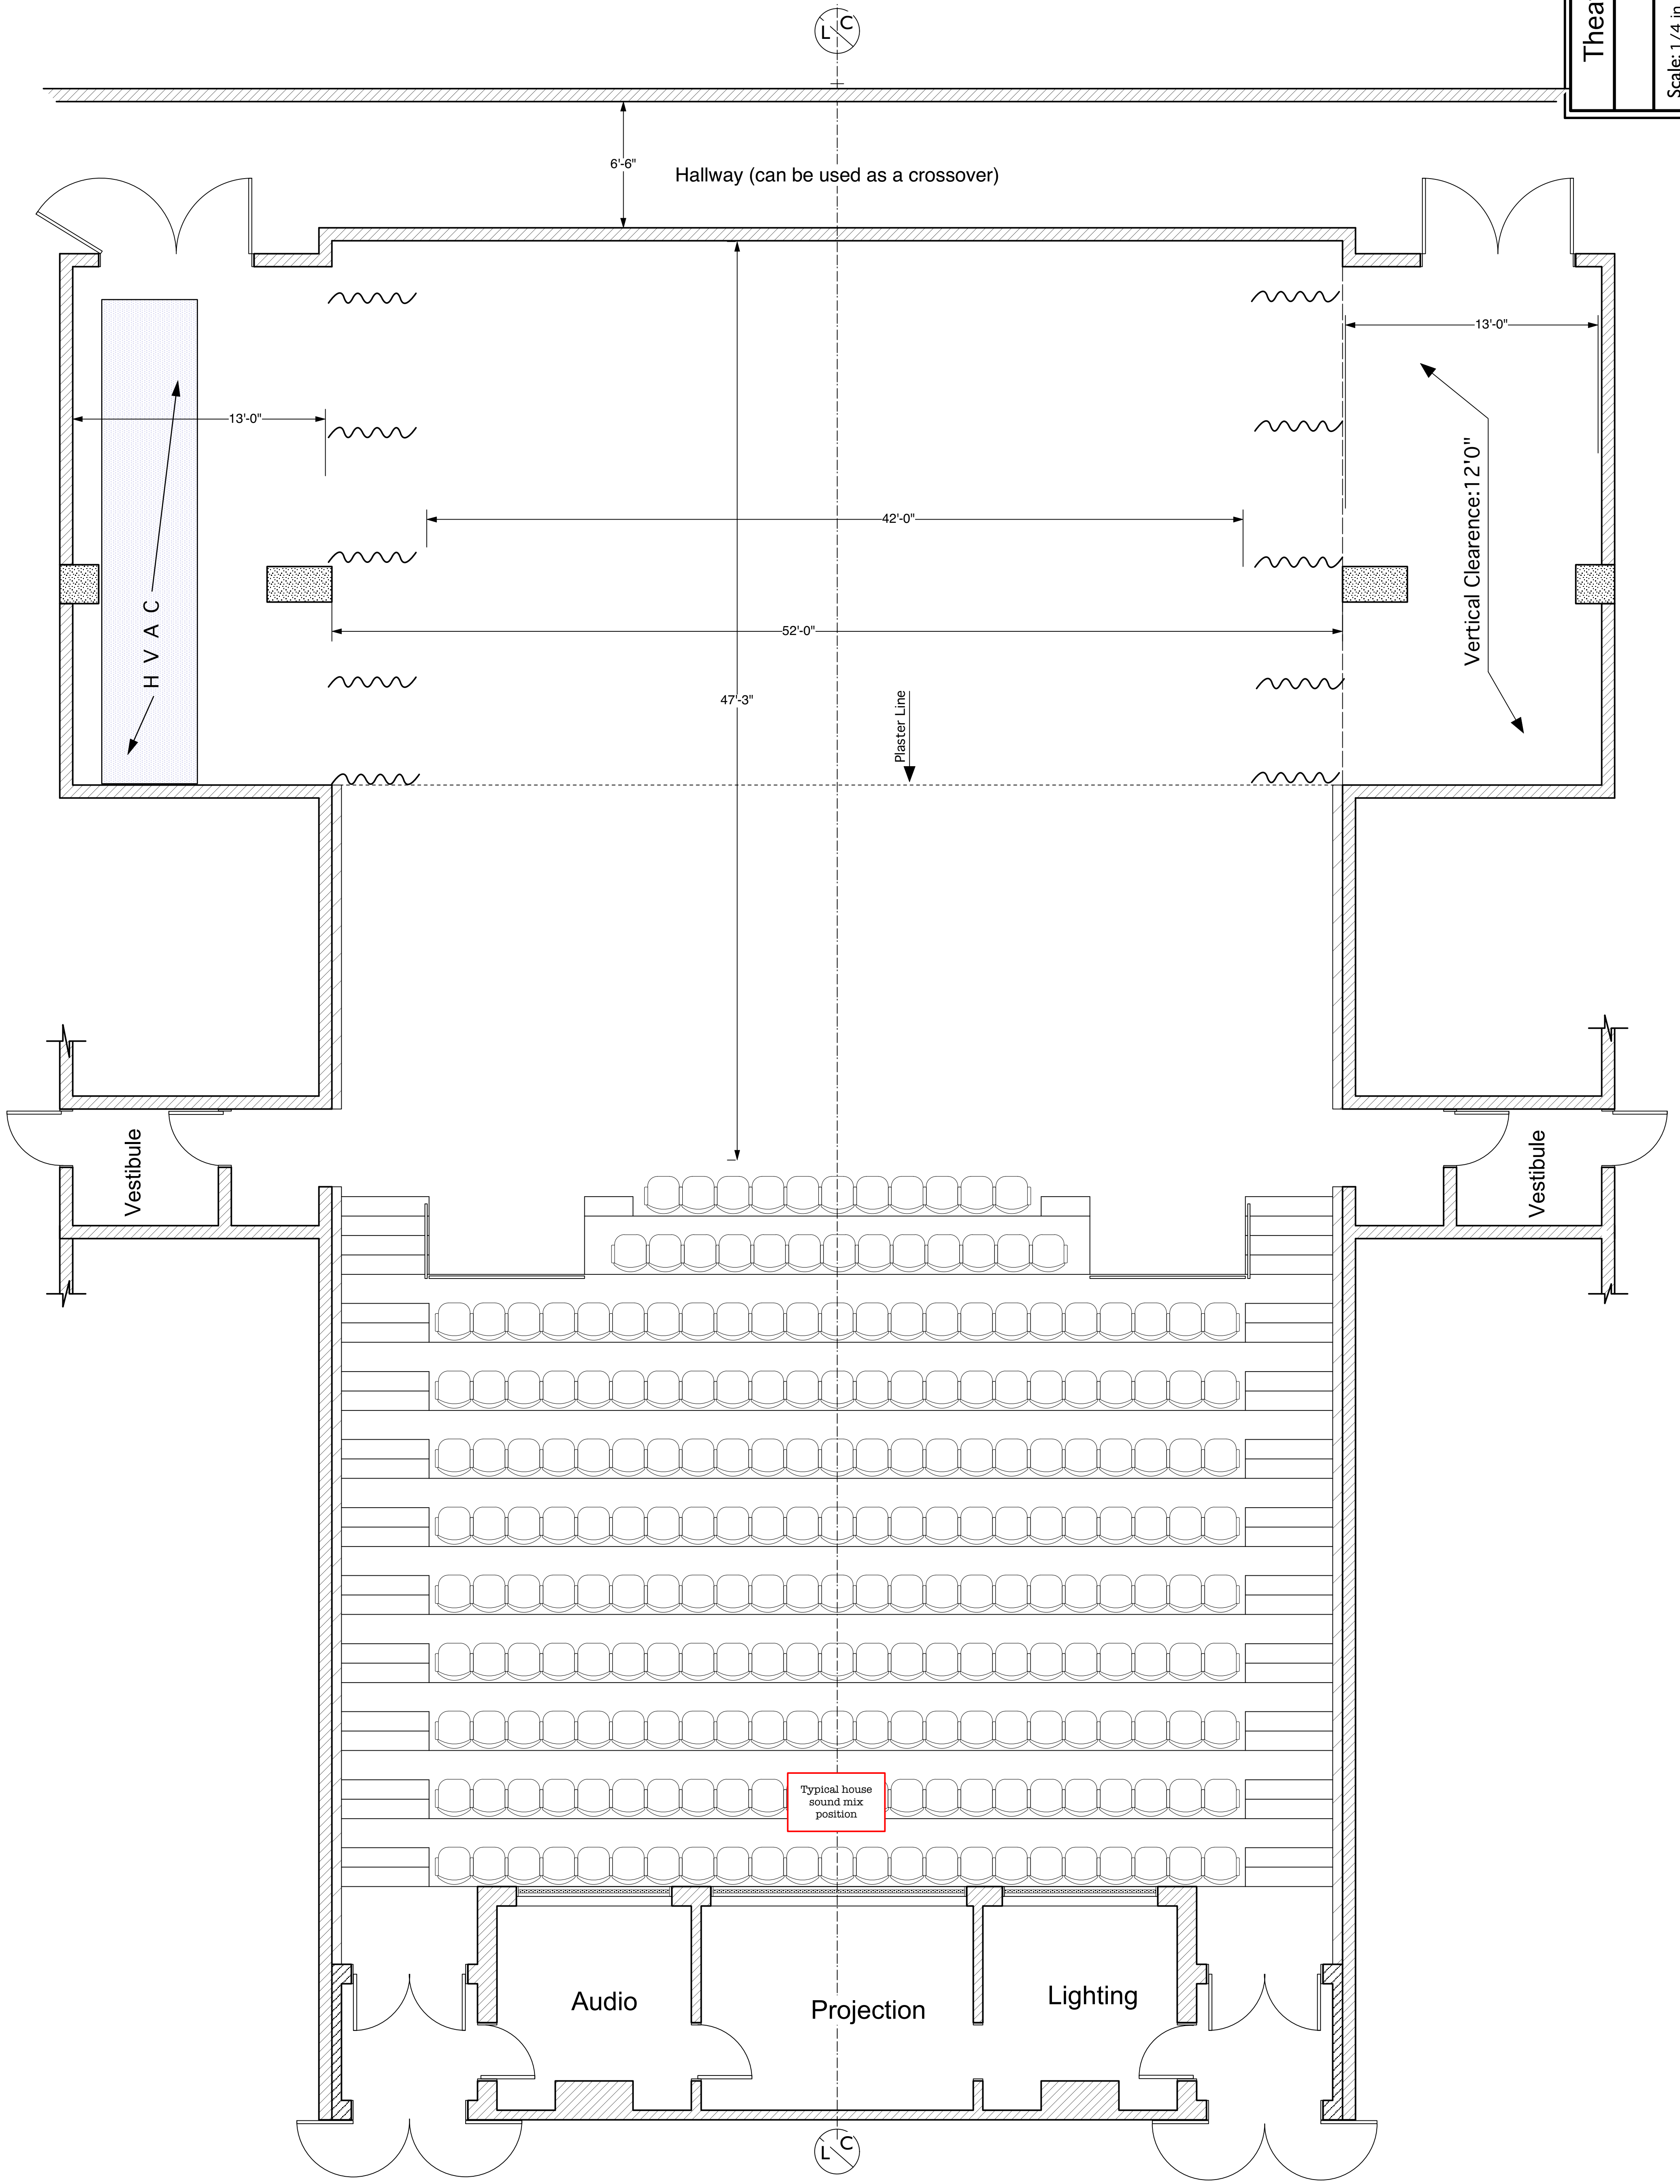 L C
Thea
Scale: 1/4 in
6'-6"
Hallway (can be used as a crossover)
13'-0"
13'-0"
Vertical Clearence:12'0"
42'-0"
H V A C
52'-0"
47'-3"
Plaster Line
Vestibule
Vestibule
Typical house
sound mix
position
Audio
Projection
Lighting
L C